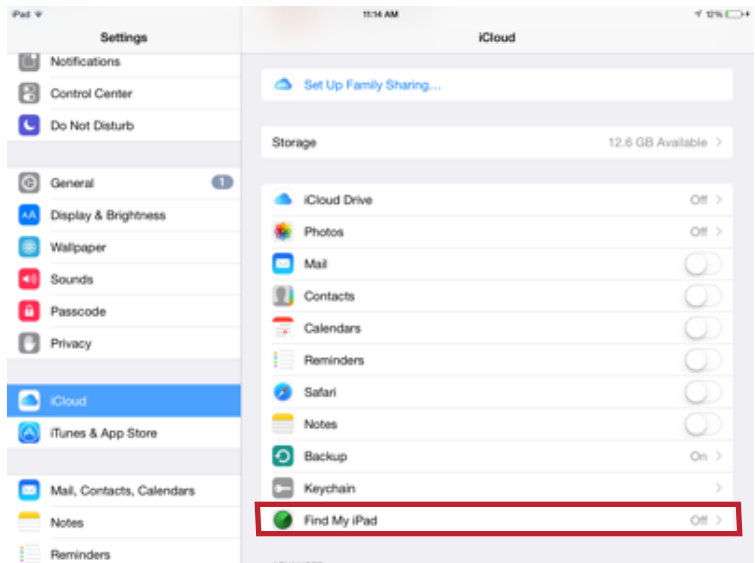 iPad
11:14 AM
12%
Settings
iCloud
Notifications
Control Center
Do Not Disturb
General
1
Display & Brightness
Wallpaper
Sounds
Passcode
Privacy
iCloud
iTunes & App Store
Mail, Contacts, Calendars
Notes
Reminders
Set Up Family Sharing...
Storage 12.6 GB Available
iCloud Drive Off
Photos Off
Mail
Contacts
Calendars
Reminders
Safari
Notes
Backup On
Keychain
Find My iPad Off